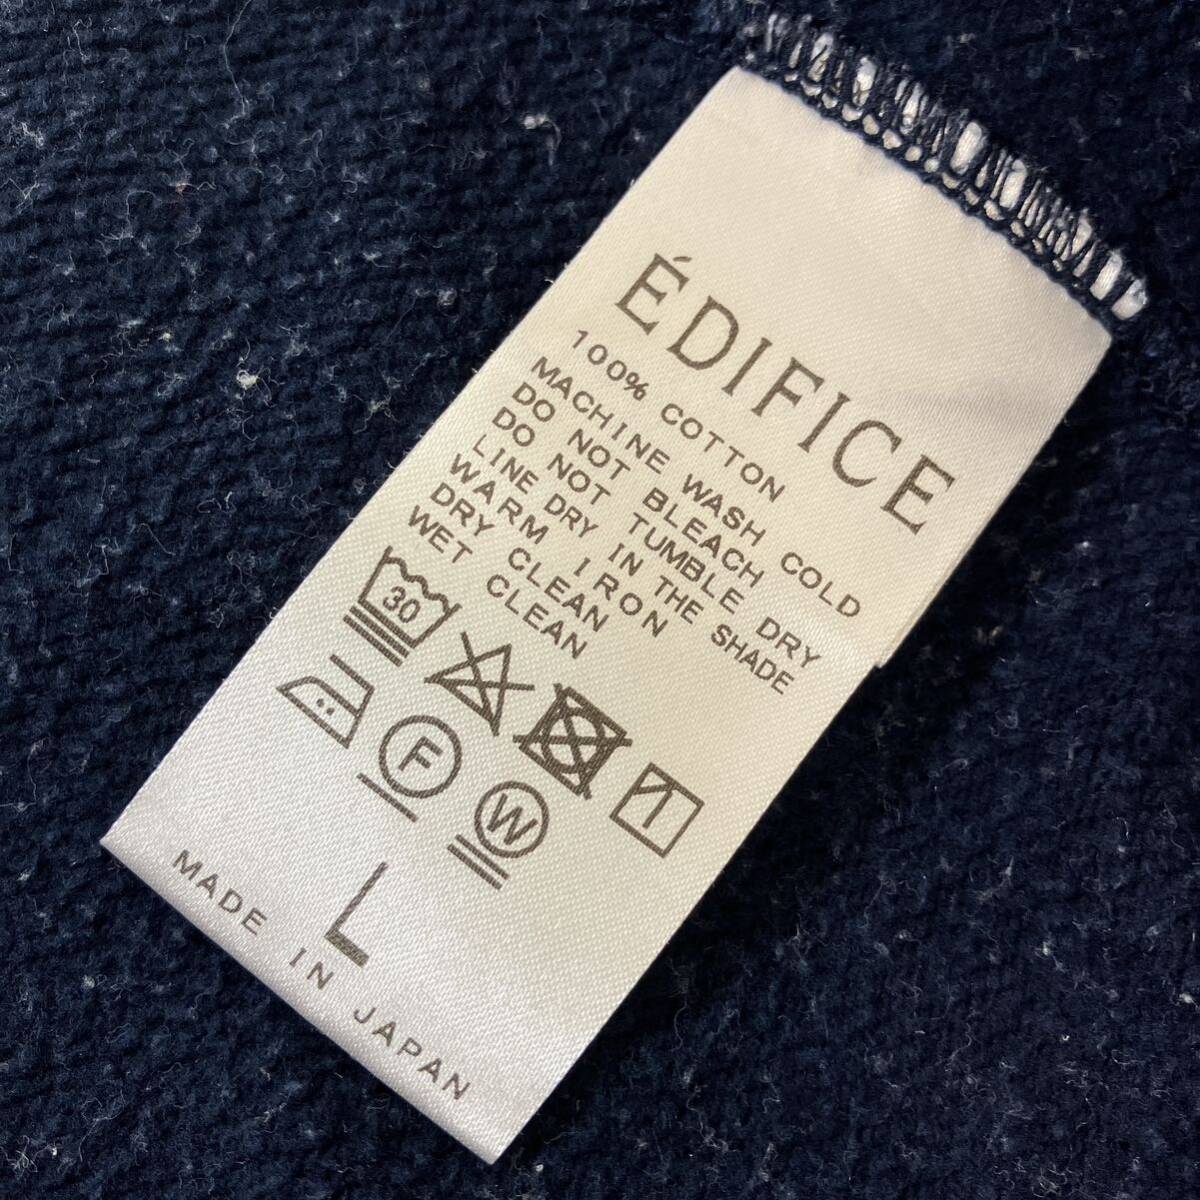 ÉDIFICE
100% COTTON
MACHINE WASH COLD
DO NOT BLEACH
DO NOT TUMBLE DRY
LINE DRY IN THE SHADE
WARM IRON
DRY CLEAN
WET CLEAN
30
F
W
L
MADE IN JAPAN